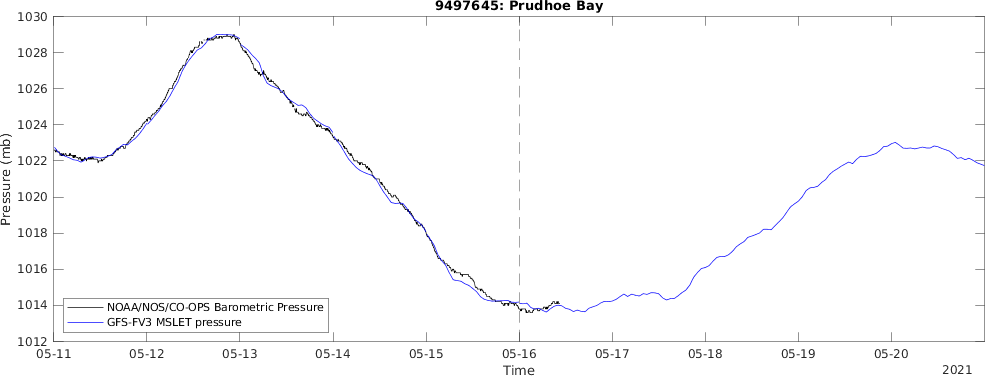 9497645: Prudhoe Bay
1030
1028
1026
1024
1022
1020
1018
1016
1014
1012
Pressure (mb)
NOAA/NOS/CO-OPS Barometric Pressure
GFS-FV3 MSLET pressure
05-11 05-12 05-13 05-14 05-15 05-16 05-17 05-18 05-19 05-20
Time
2021